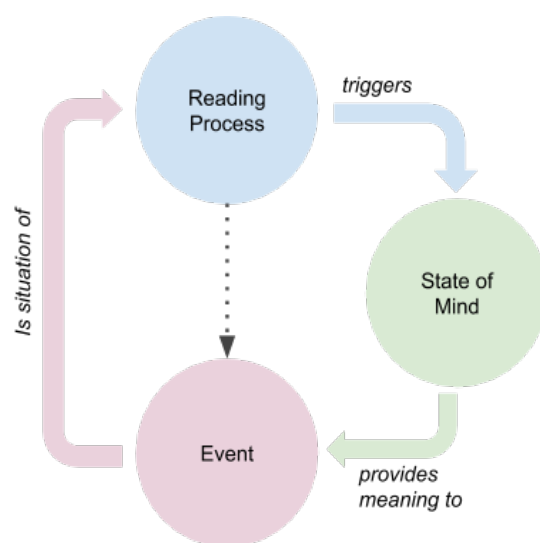 Reading
Process
triggers
State of
Mind
provides
meaning to
Event
Is situation of